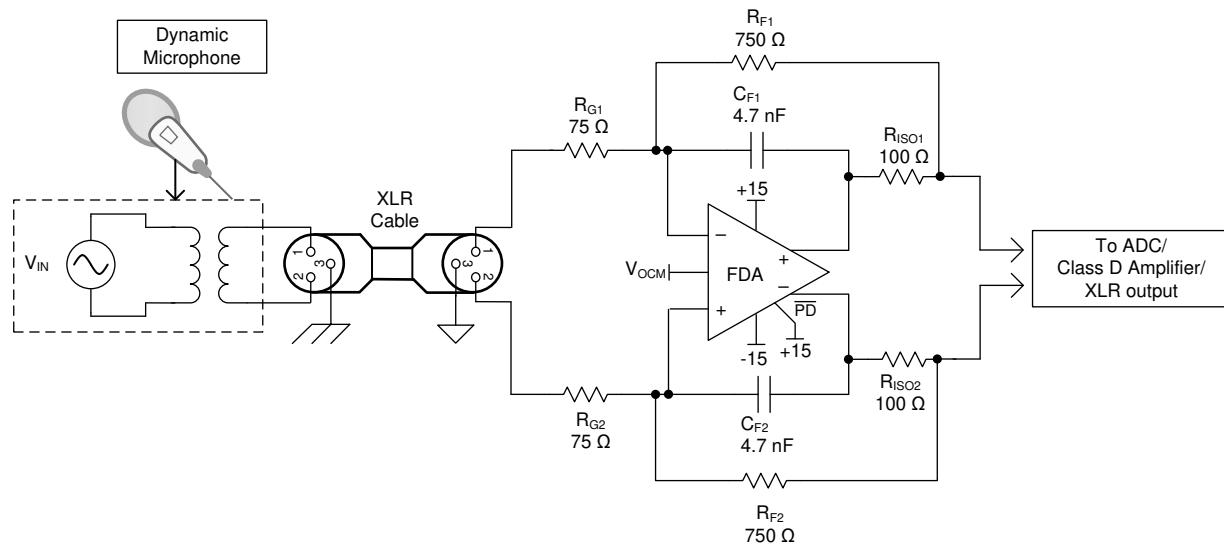 Dynamic
Microphone
V_IN
XLR
Cable
1
2
3
1
2
3
R_G1
75 Ω
R_G2
75 Ω
R_F1
750 Ω
C_F1
4.7 nF
R_ISO1
100 Ω
+15
−
+
V_OCM
FDA
+
−
PD
-15
+15
R_ISO2
100 Ω
C_F2
4.7 nF
R_F2
750 Ω
To ADC/
Class D Amplifier/
XLR output